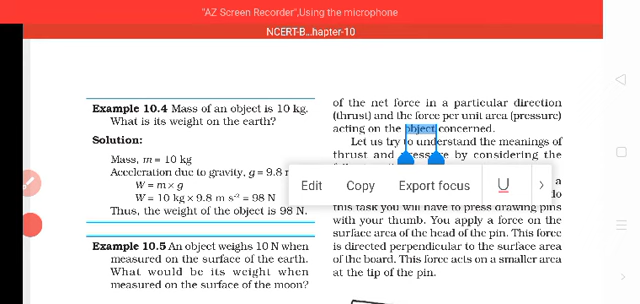 "AZ Screen Recorder",Using the microphone
NCERT-B...hapter-10
Example 10.4 Mass of an object is 10 kg.
What is its weight on the earth?
Solution:
Mass, m = 10 kg
Acceleration due to gravity, g = 9.8
W = m × g
W = 10 kg × 9.8 m s⁻² = 98 N
Thus, the weight of the object is 98 N.
Example 10.5 An object weighs 10 N when
measured on the surface of the earth.
What would be its weight when
measured on the surface of the moon?
of the net force in a particular direction
(thrust) and the force per unit area (pressure)
acting on the object concerned.
Let us try to understand the meanings of
thrust and by considering the
Edit Copy Export focus U >
a
do
this task you will have to press drawing pins
with your thumb. You apply a force on the
surface area of the head of the pin. This force
is directed perpendicular to the surface area
of the board. This force acts on a smaller area
at the tip of the pin.